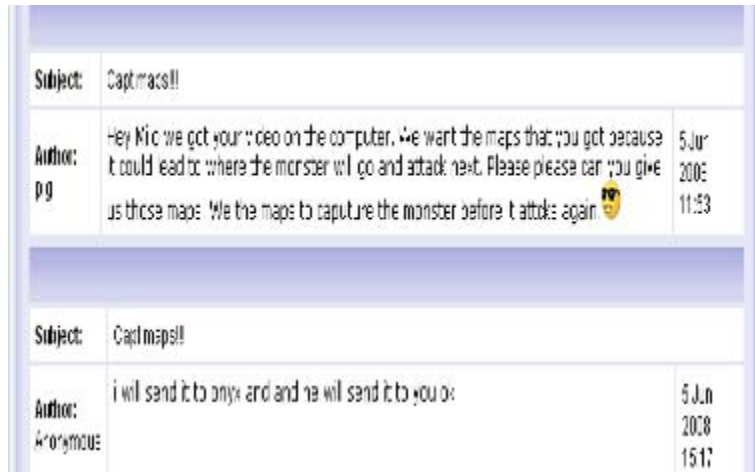 Subject: Capt maps!!!
Author: pg
Hey Milo we got your video on the computer. We want the maps that you got because
it could lead to where the monster will go and attack next. Please please can you give
us those maps. We the maps to caputure the monster before it attcks again.
5 Jun
2008
11:53
Subject: Capt maps!!!
Author:
Anonymous
i will send it to onyx and and he will send it to you ok
5 Jun
2008
15:17